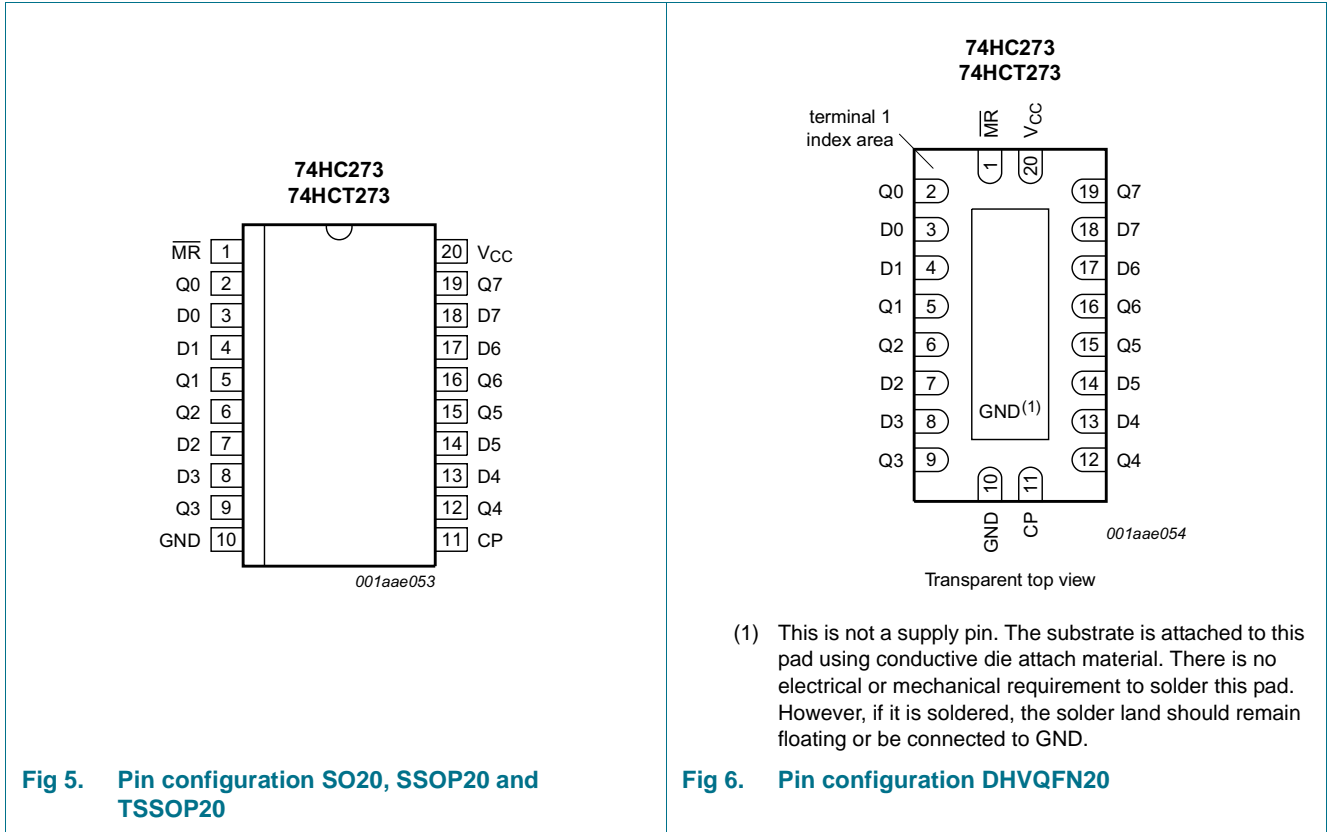 74HC273
74HCT273
MR 1
Q0 2
D0 3
D1 4
Q1 5
Q2 6
D2 7
D3 8
Q3 9
GND 10
20 VCC
19 Q7
18 D7
17 D6
16 Q6
15 Q5
14 D5
13 D4
12 Q4
11 CP
001aae053
Fig 5. Pin configuration SO20, SSOP20 and
TSSOP20
74HC273
74HCT273
terminal 1
index area
MR
VCC
1
20
Q0 2
D0 3
D1 4
Q1 5
Q2 6
D2 7
D3 8
Q3 9
19 Q7
18 D7
17 D6
16 Q6
15 Q5
14 D5
13 D4
12 Q4
GND(1)
10
11
GND
CP
001aae054
Transparent top view
(1) This is not a supply pin. The substrate is attached to this
pad using conductive die attach material. There is no
electrical or mechanical requirement to solder this pad.
However, if it is soldered, the solder land should remain
floating or be connected to GND.
Fig 6. Pin configuration DHVQFN20